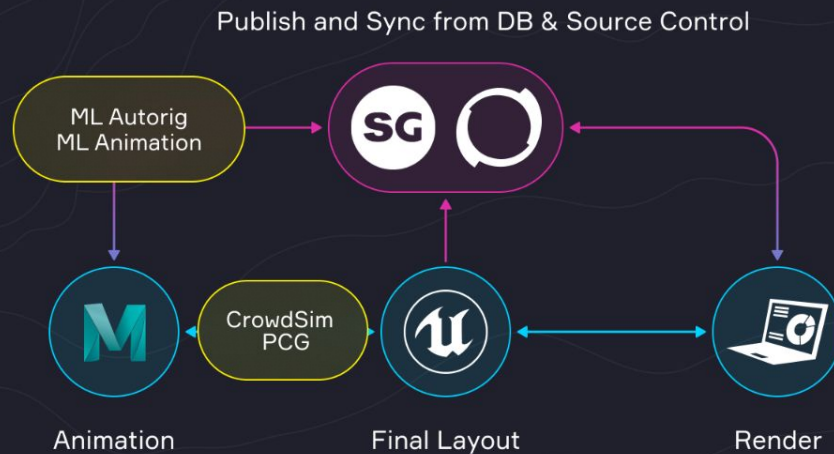 Publish and Sync from DB & Source Control
ML Autorig
ML Animation
SG
M
CrowdSim
PCG
Animation
Final Layout
Render